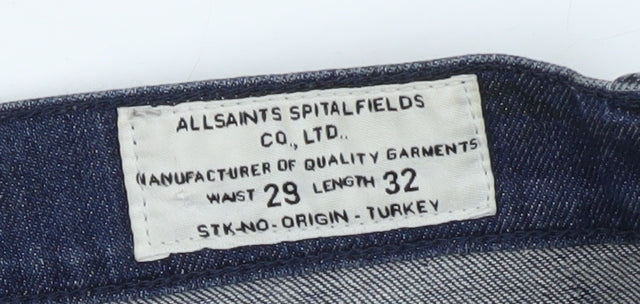 ALLSAINTS SPITALFIELDS
CO., LTD..
MANUFACTURER OF QUALITY GARMENTS
WAIST 29 LENGTH 32
STK-NO-ORIGIN - TURKEY